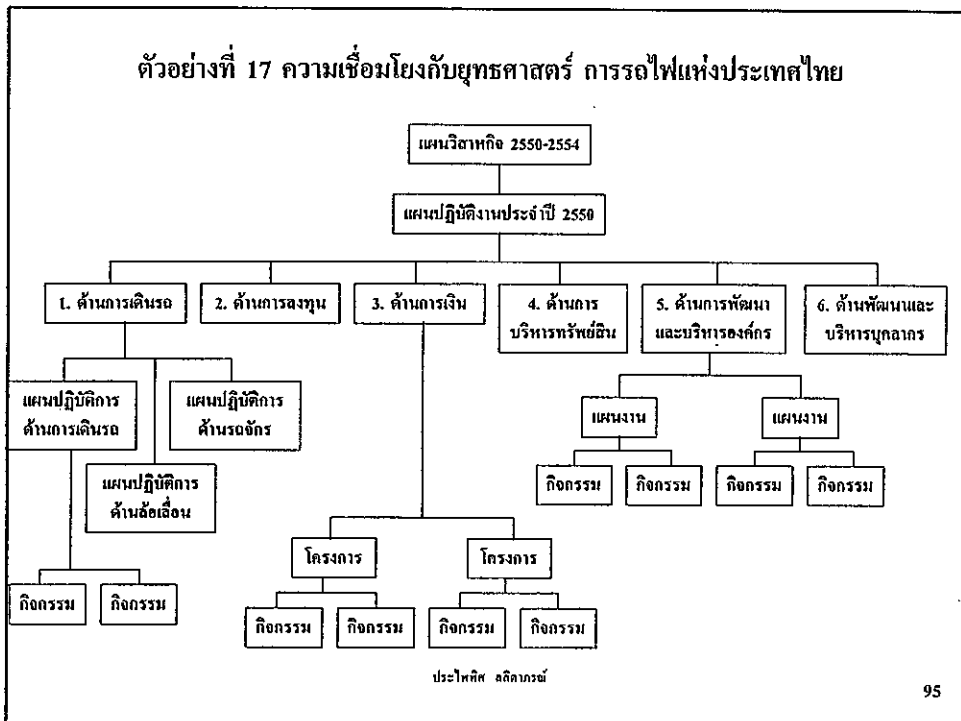 ตัวอย่างที่ 17 ความเชื่อมโยงกับยุทธศาสตร์ การรถไฟแห่งประเทศไทย
แผนวิสาหกิจ 2550-2554
แผนปฏิบัติงานประจำปี 2550
1. ด้านการเดินรถ
2. ด้านการลงทุน
3. ด้านการเงิน
4. ด้านการ
บริหารทรัพย์สิน
5. ด้านการพัฒนา
และบริหารองค์กร
6. ด้านพัฒนาและ
บริหารบุคลากร
แผนปฏิบัติการ
ด้านการเดินรถ
แผนปฏิบัติการ
ด้านรถจักร
แผนปฏิบัติการ
ด้านล้อเลื่อน
แผนงาน
แผนงาน
กิจกรรม
กิจกรรม
กิจกรรม
กิจกรรม
โครงการ
โครงการ
กิจกรรม
กิจกรรม
กิจกรรม
กิจกรรม
กิจกรรม
กิจกรรม
ประไพทิศ ลลิตาภรณ์
95